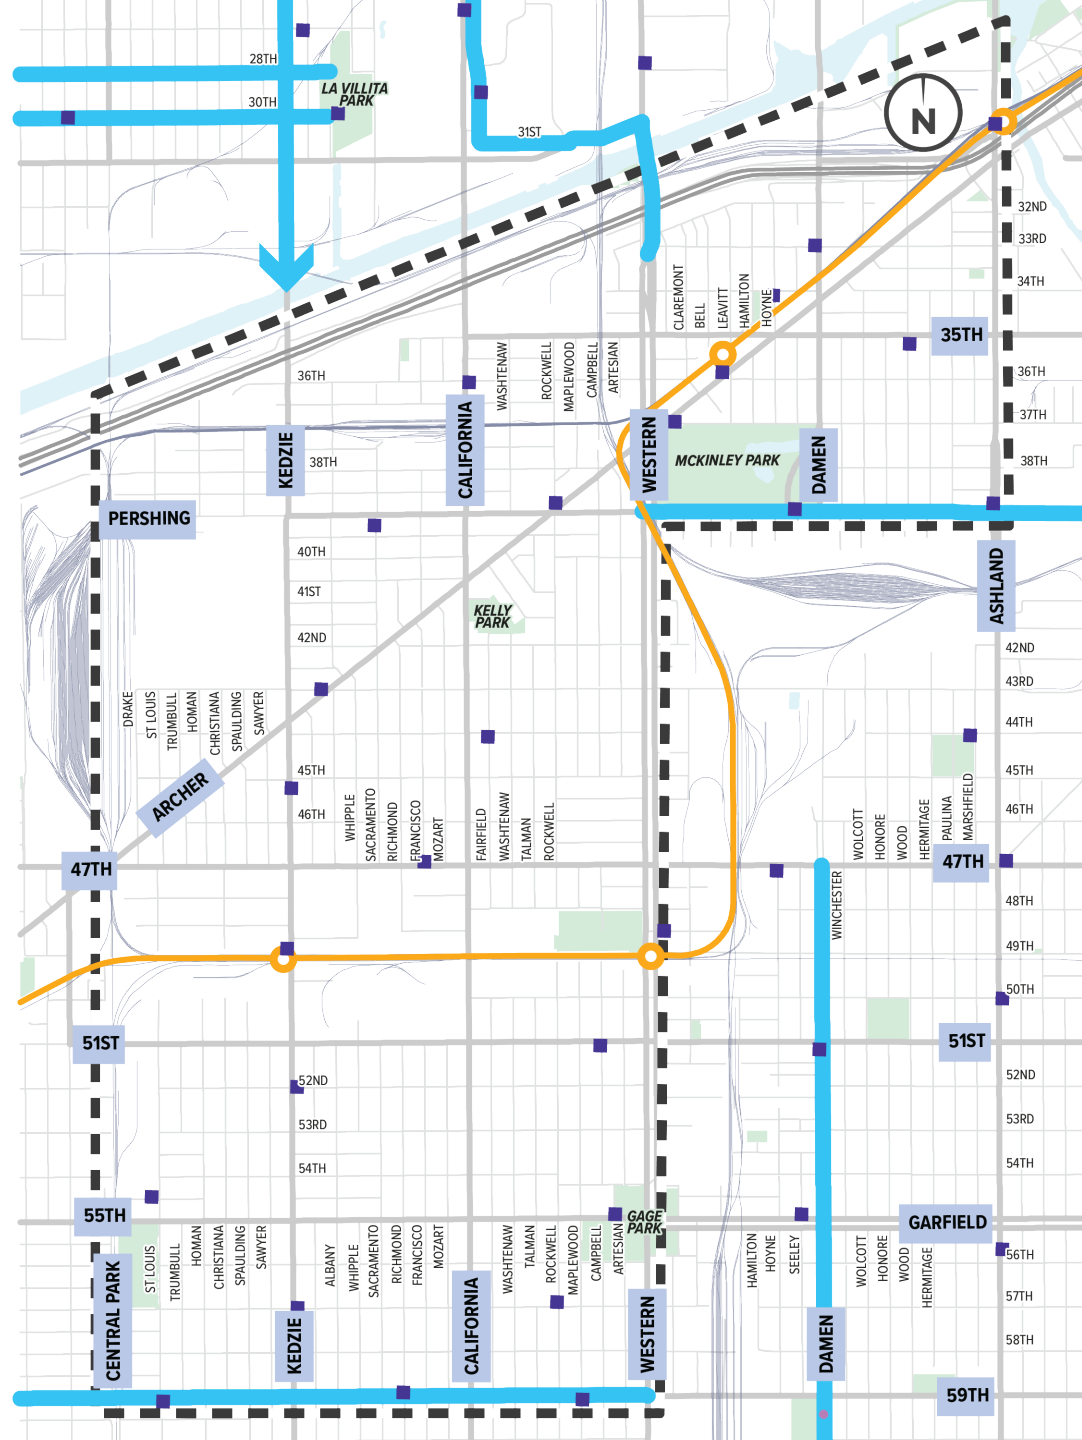 28TH
LA VILLITA
PARK
30TH
31ST
N
32ND
33RD
34TH
CLAREMONT
BELL
LEAVITT
HAMILTON
HOYNE
35TH
WASHTENAW
ROCKWELL
MAPLEWOOD
CAMPBELL
ARTESIAN
36TH
36TH
37TH
KEDZIE
CALIFORNIA
WESTERN
DAMEN
MCKINLEY PARK
38TH
38TH
PERSHING
40TH
ASHLAND
41ST
KELLY
PARK
42ND
42ND
43RD
DRAKE
ST LOUIS
TRUMBULL
HOMAN
CHRISTIANA
SPAULDING
SAWYER
44TH
45TH
45TH
ARCHER
46TH
46TH
WHIPPLE
SACRAMENTO
RICHMOND
FRANCISCO
MOZART
FAIRFIELD
WASHTENAW
TALMAN
ROCKWELL
WOLCOTT
HONORE
WOOD
HERMITAGE
PAULINA
MARSHFIELD
47TH
47TH
WINCHESTER
48TH
49TH
50TH
51ST
51ST
52ND
52ND
53RD
53RD
54TH
54TH
55TH
GAGE
PARK
GARFIELD
ST LOUIS
TRUMBULL
HOMAN
CHRISTIANA
SPAULDING
SAWYER
ALBANY
WHIPPLE
SACRAMENTO
RICHMOND
FRANCISCO
MOZART
WASHTENAW
TALMAN
ROCKWELL
MAPLEWOOD
CAMPBELL
ARTESIAN
HAMILTON
HOYNE
SEELEY
WOLCOTT
HONORE
WOOD
HERMITAGE
56TH
57TH
CENTRAL PARK
KEDZIE
CALIFORNIA
WESTERN
DAMEN
58TH
59TH